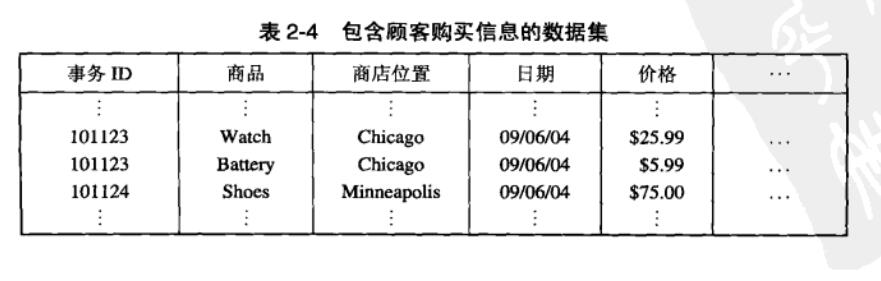 表 2-4 包含顾客购买信息的数据集
事务 ID 商品 商店位置 日期 价格 …
⋮ ⋮ ⋮ ⋮ ⋮
101123 Watch Chicago 09/06/04 $25.99 …
101123 Battery Chicago 09/06/04 $5.99 …
101124 Shoes Minneapolis 09/06/04 $75.00 …
⋮ ⋮ ⋮ ⋮ ⋮